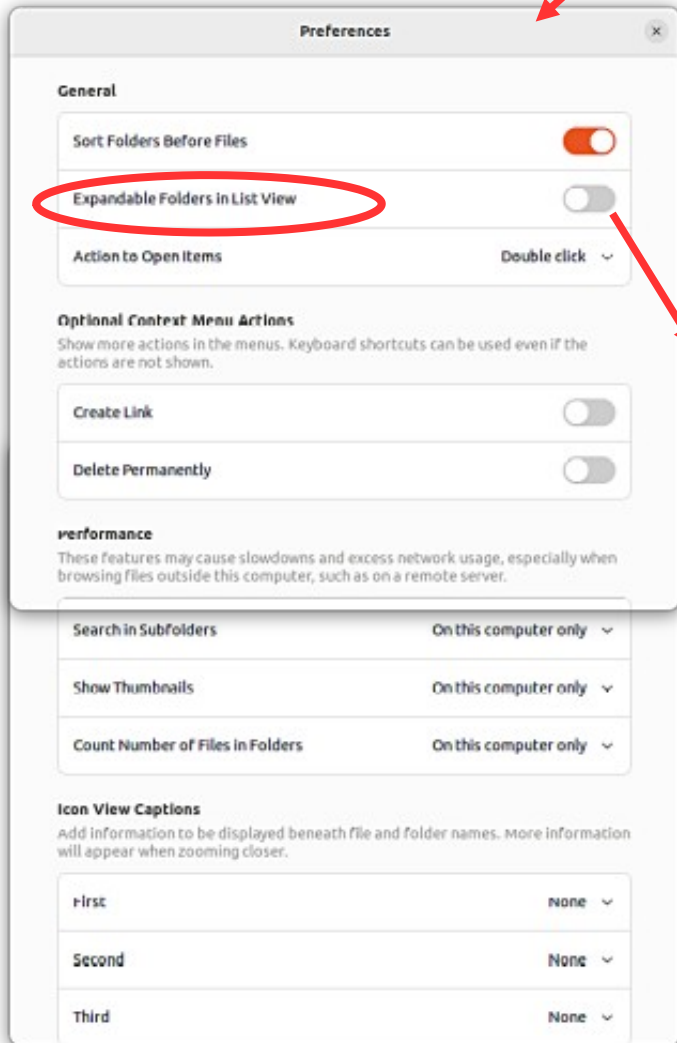 Preferences
General
Sort Folders Before Files
Expandable Folders in List View
Action to Open Items Double click
Optional Context Menu Actions
Show more actions in the menus. Keyboard shortcuts can be used even if the
actions are not shown.
Create Link
Delete Permanently
Performance
These features may cause slowdowns and excess network usage, especially when
browsing files outside this computer, such as on a remote server.
Search in Subfolders On this computer only
Show Thumbnails On this computer only
Count Number of Files in Folders On this computer only
Icon View Captions
Add information to be displayed beneath file and folder names. More information
will appear when zooming closer.
First None
Second None
Third None